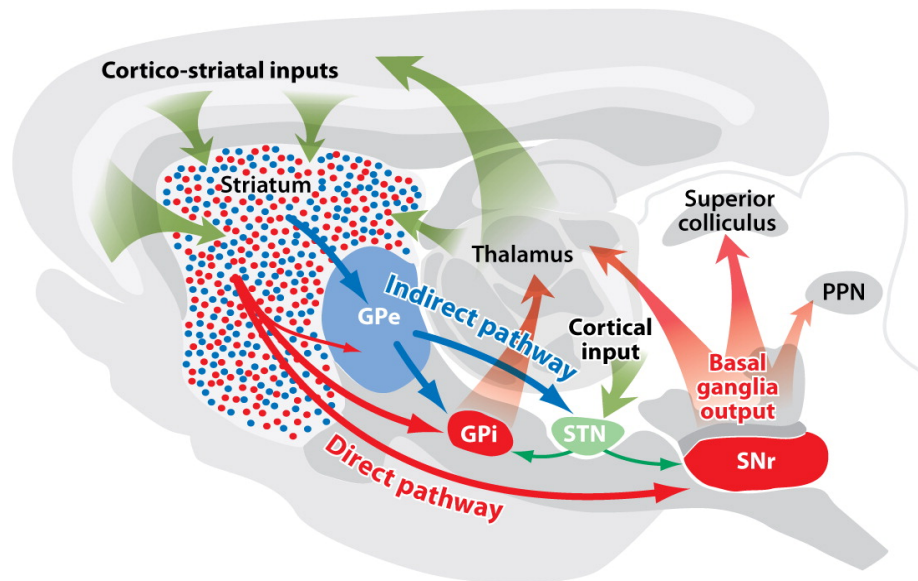 Cortico-striatal inputs
Striatum
Superior
colliculus
Thalamus
PPN
GPe
Indirect pathway
Cortical
input
Basal
ganglia
output
GPi
STN
SNr
Direct pathway